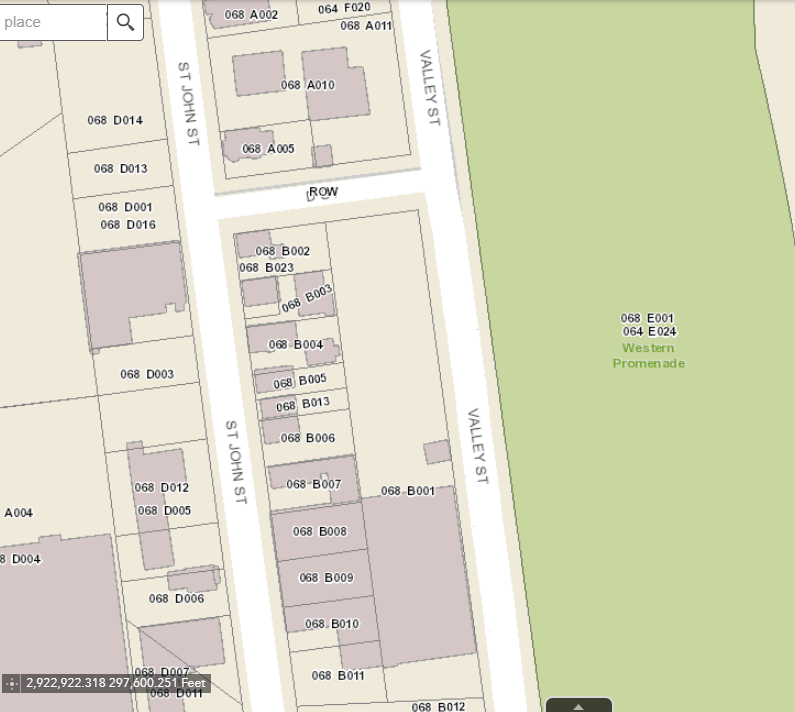 068 A002
064 F020
place
068 A011
ST JOHN ST
VALLEY ST
068 A010
068 D014
068 A005
068 D013
ROW
068 D001
068 D016
068 B002
068 B023
068 B003
068 E001
064 E024
Western
Promenade
068 B004
068 D003
068 B005
068 B013
ST JOHN ST
VALLEY ST
068 B006
068 D012
068 B007
068 B001
068 D005
A004
068 B008
8 D004
068 B009
068 D006
068 B010
068 D007
068 B011
2,922,922.318 297,600.251 Feet
068 D011
068 B012